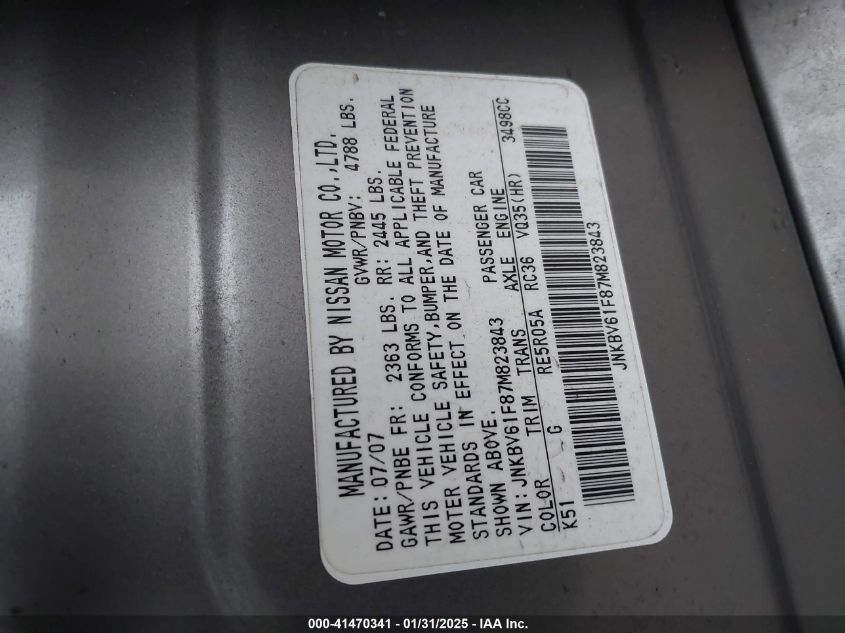 MANUFACTURED BY NISSAN MOTOR CO.,LTD.
DATE: 07/07 GVWR/PNBV: 4788 LBS.
GAWR/PNBE FR: 2363 LBS. RR: 2445 LBS.
THIS VEHICLE CONFORMS TO ALL APPLICABLE FEDERAL
MOTER VEHICLE SAFETY,BUMPER,AND THEFT PREVENTION
STANDARDS IN EFFECT ON THE DATE OF MANUFACTURE
SHOWN ABOVE.
VIN:JNKBV61F87M823843 PASSENGER CAR
COLOR TRIM TRANS AXLE ENGINE
K51 G RE5R05A RC36 VQ35(HR) 3498CC
JNKBV61F87M823843
000-41470341 | 01/31/2025 | IAA Inc.